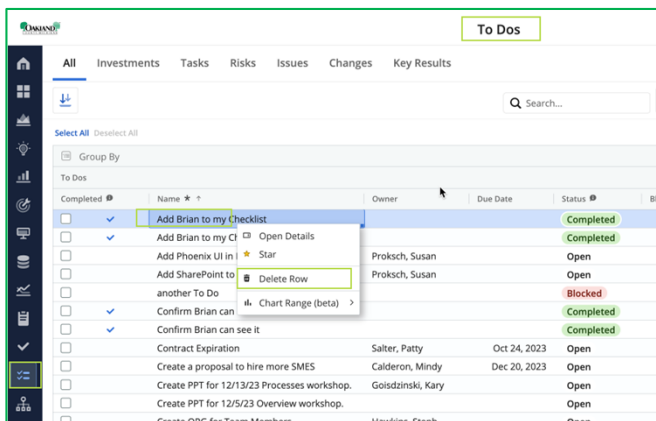 OAKLAND
To Dos
All Investments Tasks Risks Issues Changes Key Results
Search...
Select All Deselect All
Group By
To Dos
Completed Name * ↑ Owner Due Date Status
Add Brian to my Checklist Completed
Add Brian to my Ch Completed
Open Details
Add Phoenix UI in Proksch, Susan Open
Star
Add SharePoint to Proksch, Susan Open
Delete Row
another To Do Blocked
Chart Range (beta) >
Confirm Brian can Completed
Confirm Brian can see it Completed
Contract Expiration Salter, Patty Oct 24, 2023 Open
Create a proposal to hire more SMES Calderon, Mindy Dec 20, 2023 Open
Create PPT for 12/13/23 Processes workshop. Goisdzinski, Kary Open
Create PPT for 12/5/23 Overview workshop. Open